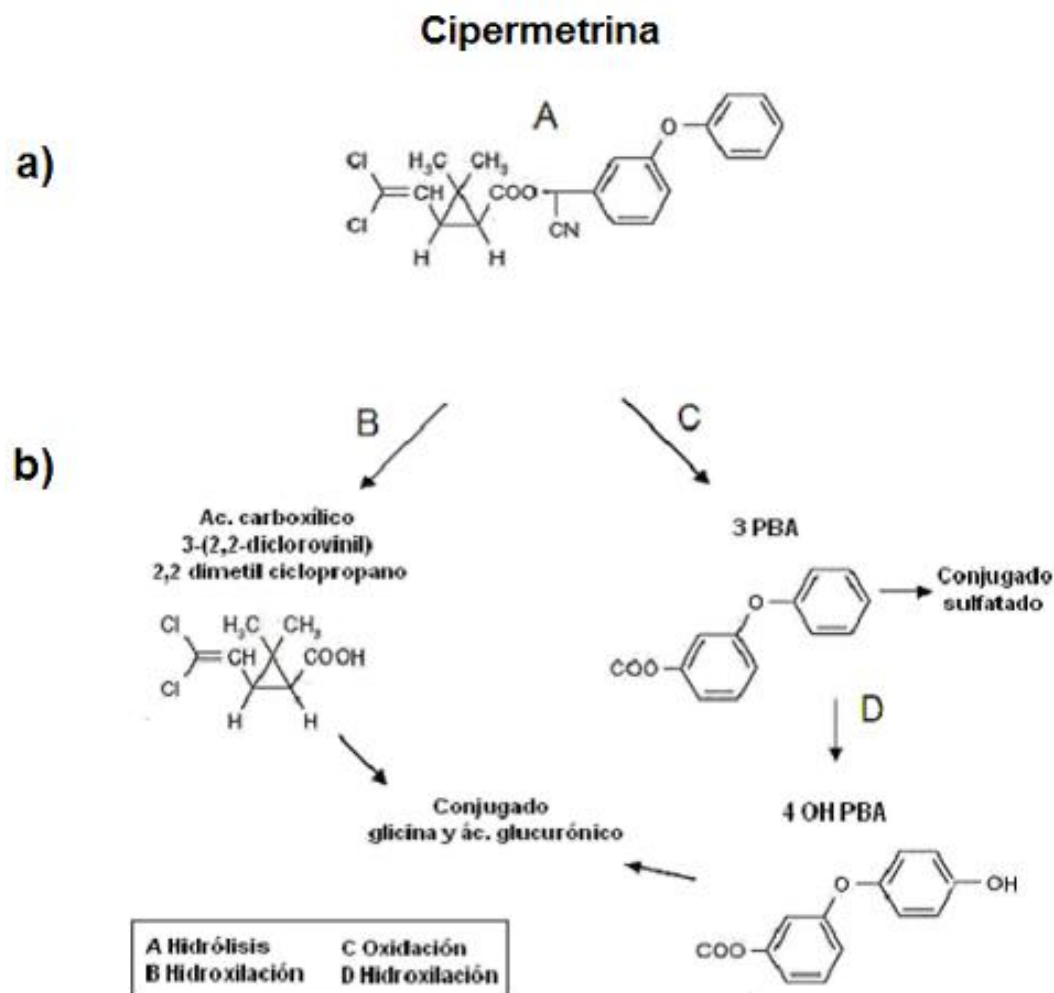 Cipermetrina
a)
A
O
Cl
H3C
CH3
CH
COO
Cl
CN
H
H
B
C
b)
Ac. carboxílico
3-(2,2-diclorovinil)
2,2 dimetil ciclopropano
3 PBA
Conjugado
sulfatado
O
Cl
H3C
CH3
CH
COOH
COO
Cl
H
H
D
Conjugado
glicina y ác. glucurónico
4 OH PBA
O
OH
COO
A Hidrólisis
C Oxidación
B Hidroxilación
D Hidroxilación